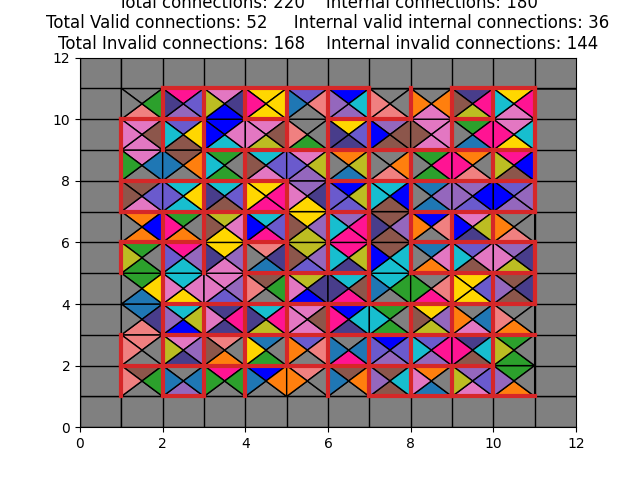 Total connections: 220 Internal connections: 180
Total Valid connections: 52 Internal valid internal connections: 36
Total Invalid connections: 168 Internal invalid connections: 144
12
10
8
6
4
2
0
0 2 4 6 8 10 12